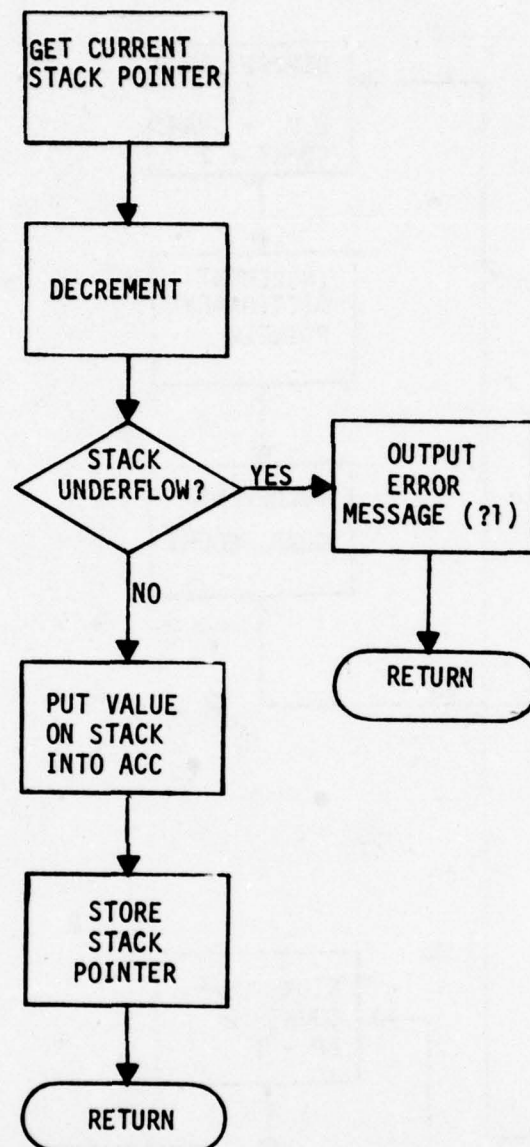 GET CURRENT
STACK POINTER
DECREMENT
STACK
UNDERFLOW?
YES
OUTPUT
ERROR
MESSAGE (?1)
RETURN
NO
PUT VALUE
ON STACK
INTO ACC
STORE
STACK
POINTER
RETURN